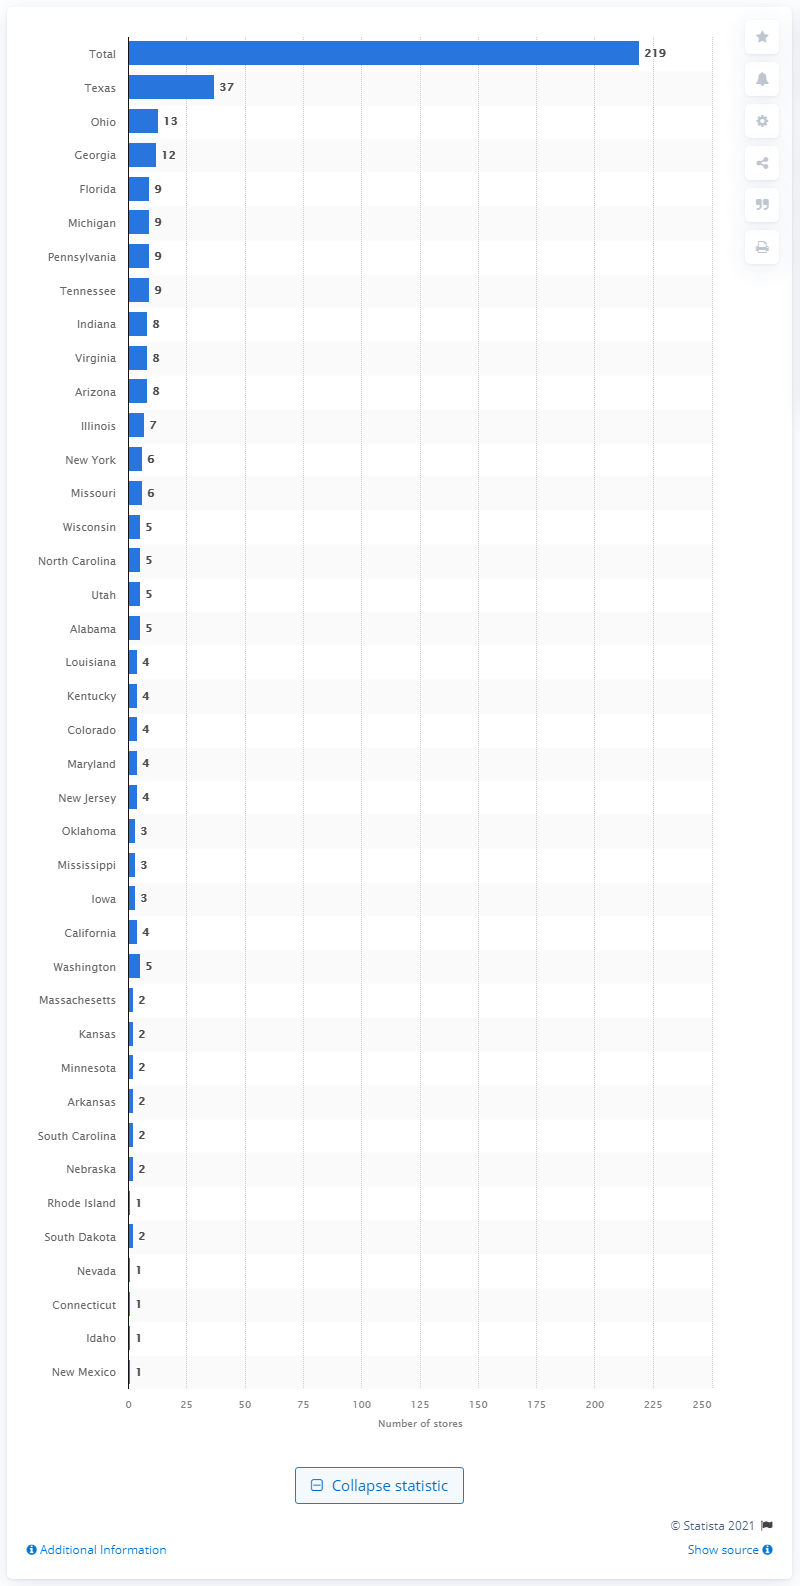 Total 219
Texas 37
Ohio 13
Georgia 12
Florida 9
Michigan 9
Pennsylvania 9
Tennessee 9
Indiana 8
Virginia 8
Arizona 8
Illinois 7
New York 6
Missouri 6
Wisconsin 5
North Carolina 5
Utah 5
Alabama 5
Louisiana 4
Kentucky 4
Colorado 4
Maryland 4
New Jersey 4
Oklahoma 3
Mississippi 3
Iowa 3
California 4
Washington 5
Massachesetts 2
Kansas 2
Minnesota 2
Arkansas 2
South Carolina 2
Nebraska 2
Rhode Island 1
South Dakota 2
Nevada 1
Connecticut 1
Idaho 1
New Mexico 1
0 25 50 75 100 125 150 175 200 225 250
Number of stores
Collapse statistic
© Statista 2021
Additional Information Show source